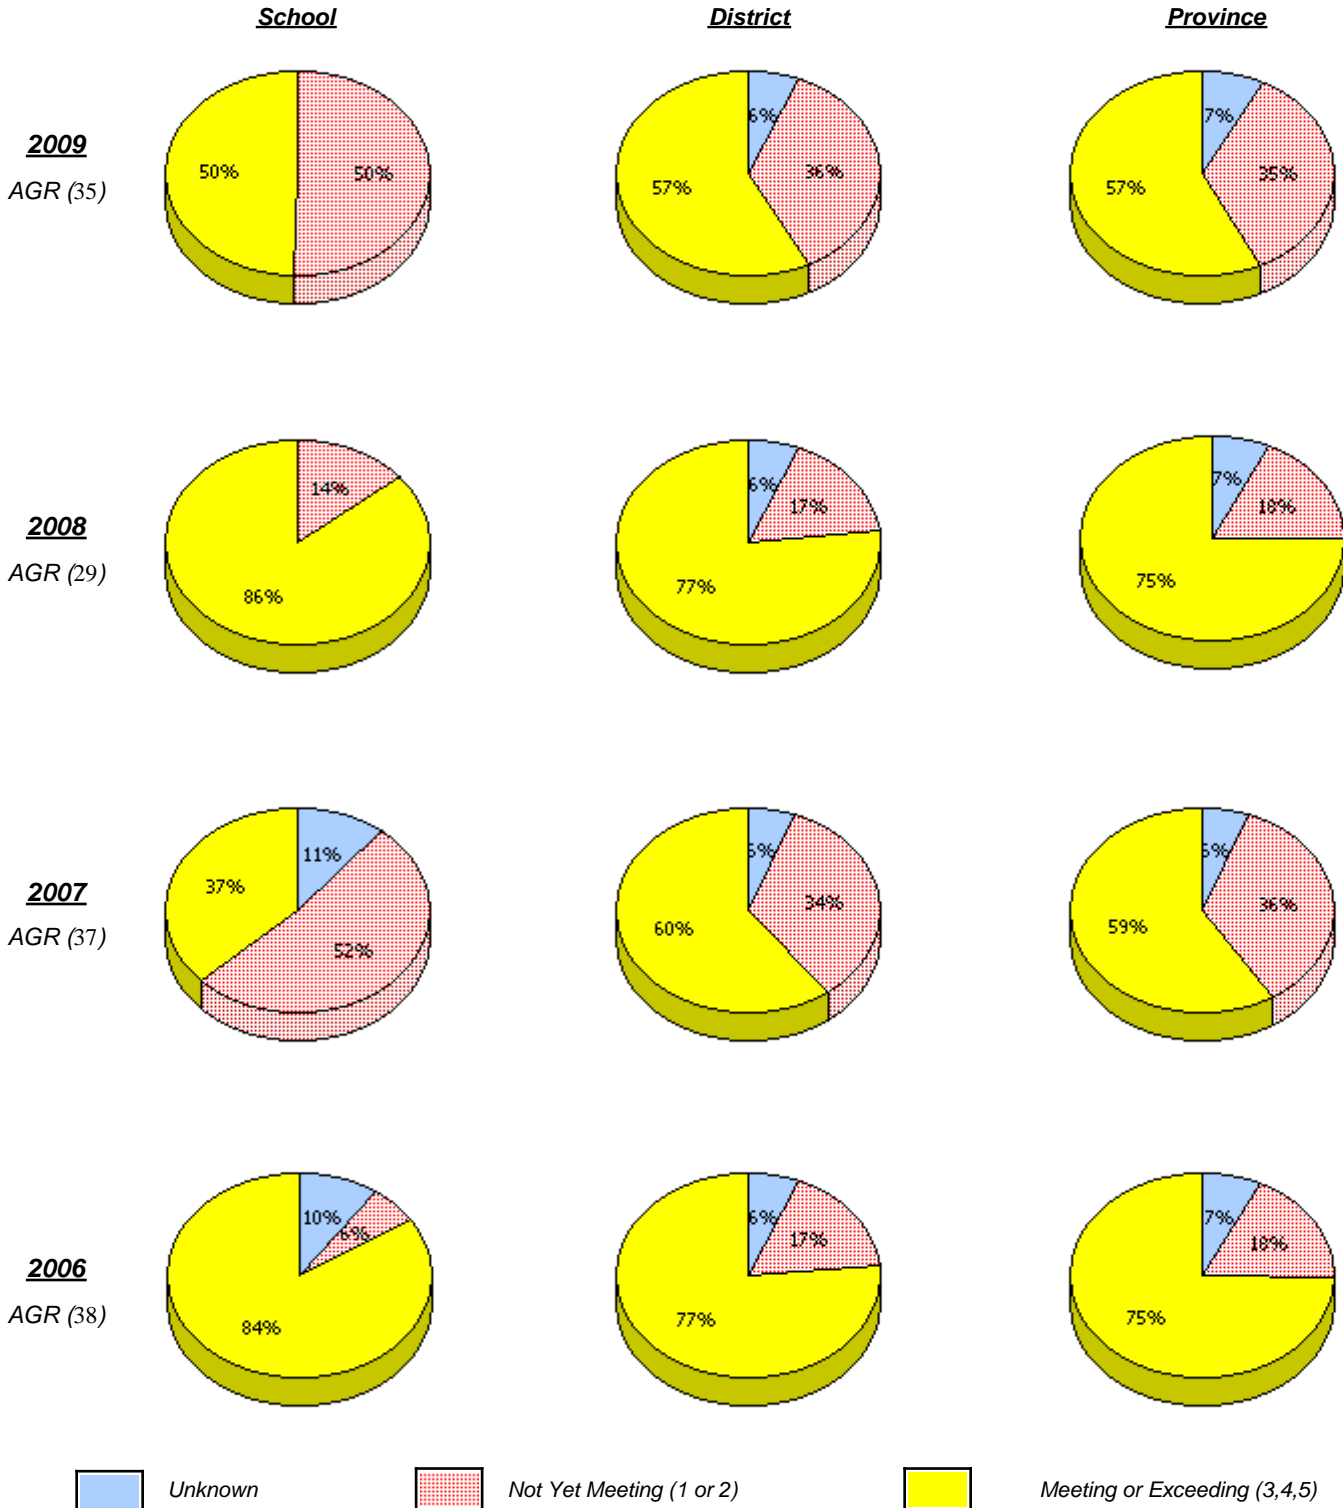 School District Province
2009
AGR (35)
50% 50%
6% 36% 57%
7% 35% 57%
2008
AGR (29)
14% 86%
6% 17% 77%
7% 18% 75%
2007
AGR (37)
11% 37% 52%
34% 60%
36% 59%
2006
AGR (38)
10% 6% 84%
6% 17% 77%
7% 18% 75%
Unknown Not Yet Meeting (1 or 2) Meeting or Exceeding (3,4,5)